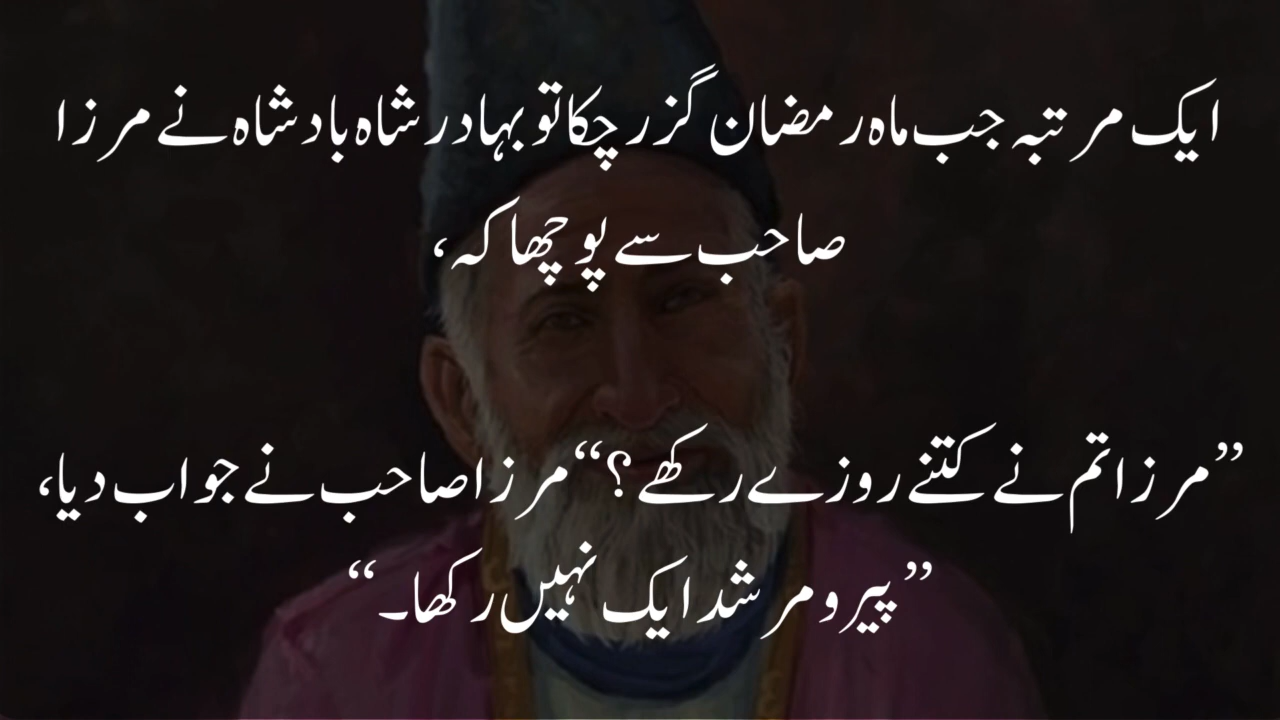 ایک مرتبہ جب ماہ رمضان گزر چکا تو بہادر شاہ بادشاہ نے مرزا
صاحب سے پوچھا کہ،
”مرزا تم نے کتنے روزے رکھے؟“ مرزا صاحب نے جواب دیا،
”پیر و مرشد ایک نہیں رکھا۔“